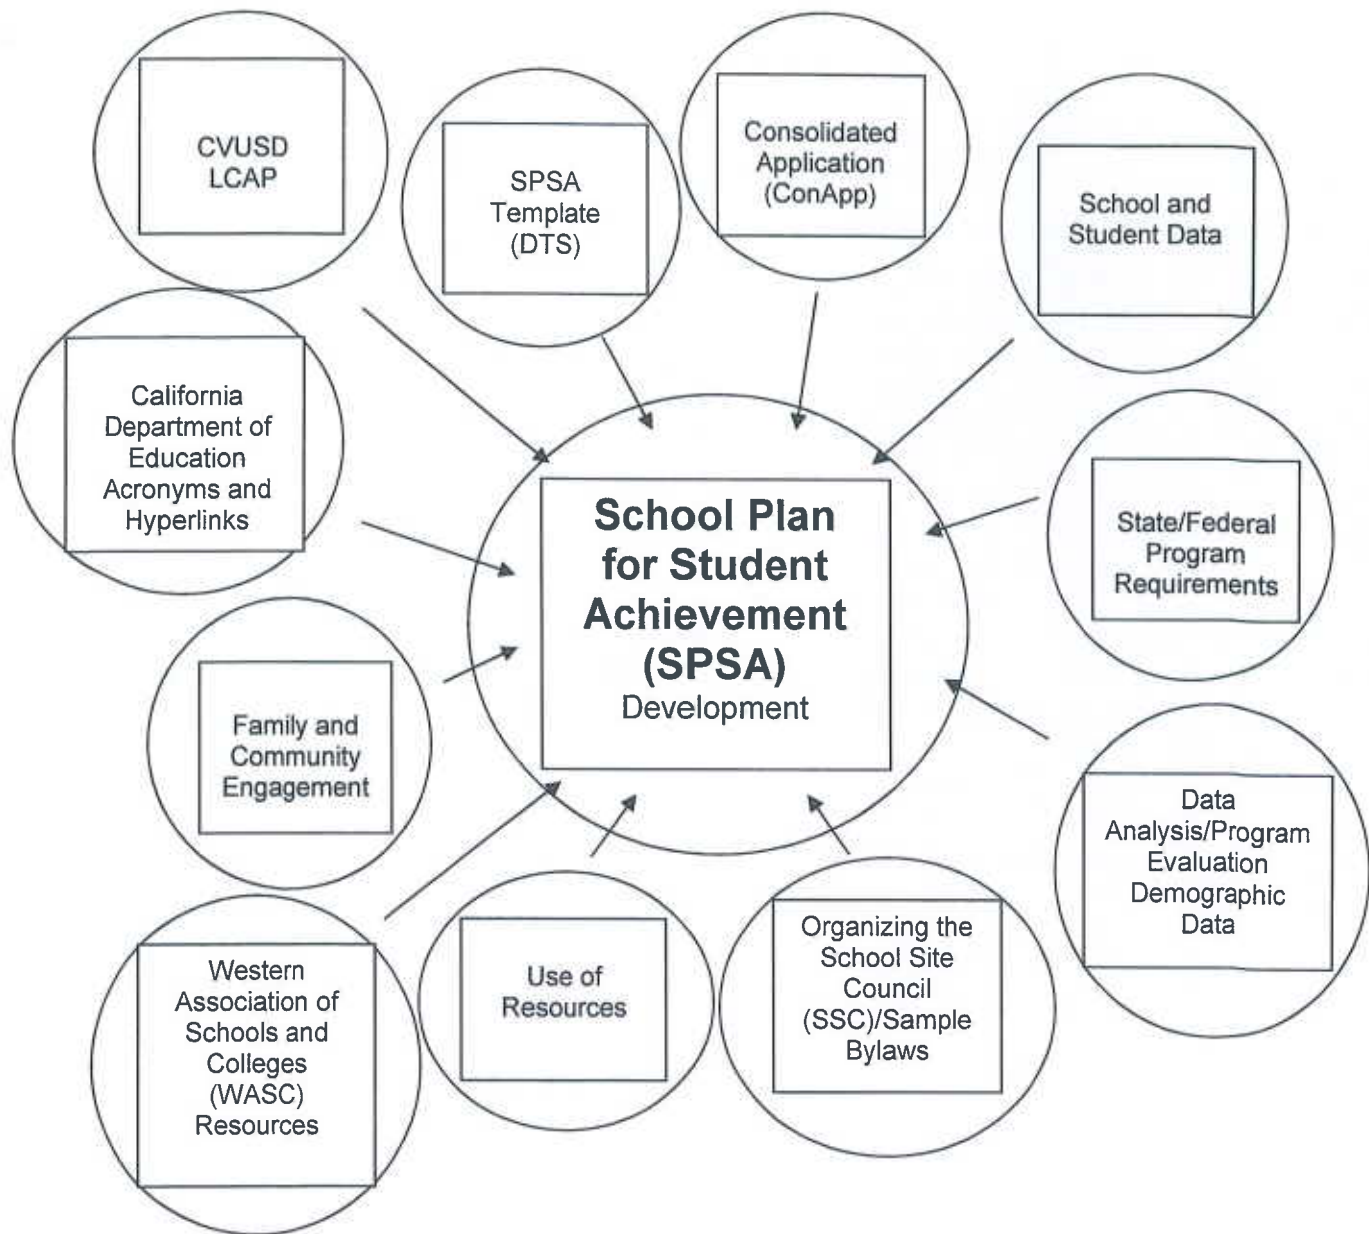 CVUSD
LCAP
SPSA
Template
(DTS)
Consolidated
Application
(ConApp)
School and
Student Data
California
Department of
Education
Acronyms and
Hyperlinks
School Plan
for Student
Achievement
(SPSA)
Development
State/Federal
Program
Requirements
Family and
Community
Engagement
Data
Analysis/Program
Evaluation
Demographic
Data
Western
Association of
Schools and
Colleges
(WASC)
Resources
Use of
Resources
Organizing the
School Site
Council
(SSC)/Sample
Bylaws